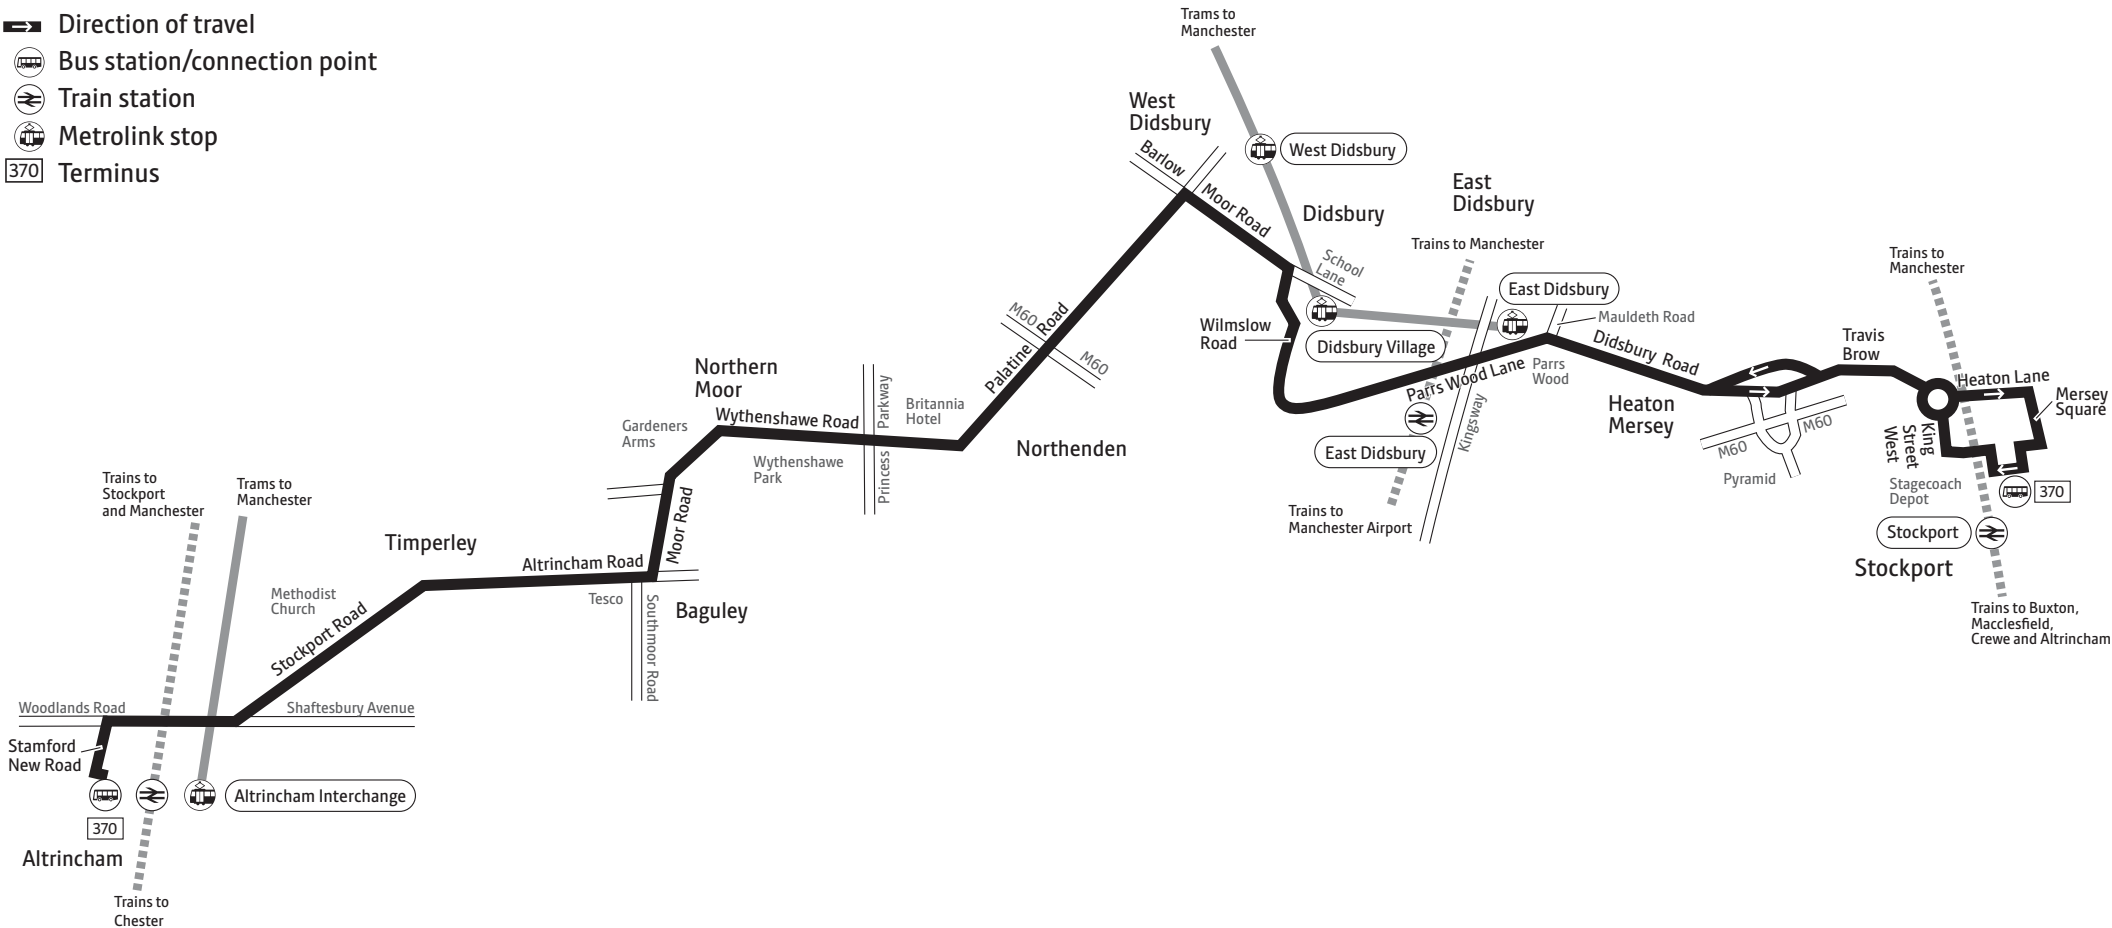 Direction of travel
Bus station/connection point
Train station
Metrolink stop
370 Terminus
Trams to
Manchester
West
Didsbury
West Didsbury
Barlow
Moor Road
Didsbury
East
Didsbury
Trains to Manchester
School
Lane
East Didsbury
Mauldeth Road
Wilmslow
Road
Didsbury Village
Parrs Wood Lane
Parrs
Wood
Didsbury Road
Kingsway
East Didsbury
Trains to
Manchester Airport
Heaton
Mersey
M60
M60
Pyramid
Travis
Brow
Trains to
Manchester
Heaton Lane
Mersey
Square
King
Street
West
Stagecoach
Depot
370
Stockport
Stockport
Trains to Buxton,
Macclesfield,
Crewe and Altrincham
M60
M60
Palatine Road
Northenden
Northern
Moor
Wythenshawe Road
Princess Parkway
Britannia
Hotel
Gardeners
Arms
Wythenshawe
Park
Moor Road
Timperley
Altrincham Road
Tesco
Southmoor Road
Baguley
Trains to
Stockport
and Manchester
Trams to
Manchester
Methodist
Church
Stockport Road
Woodlands Road
Shaftesbury Avenue
Stamford
New Road
Altrincham Interchange
370
Altrincham
Trains to
Chester